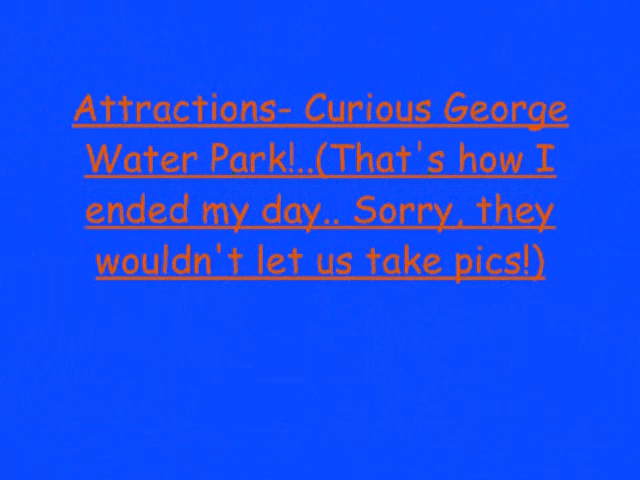 Attractions- Curious George
Water Park!..(That's how I
ended my day.. Sorry, they
wouldn't let us take pics!)